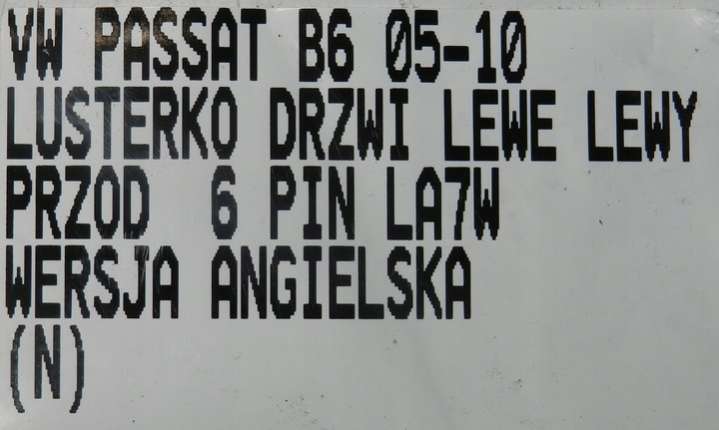 VW PASSAT B6 05-10
LUSTERKO DRZWI LEWE LEWY
PRZOD 6 PIN LA7W
WERSJA ANGIELSKA
(N)